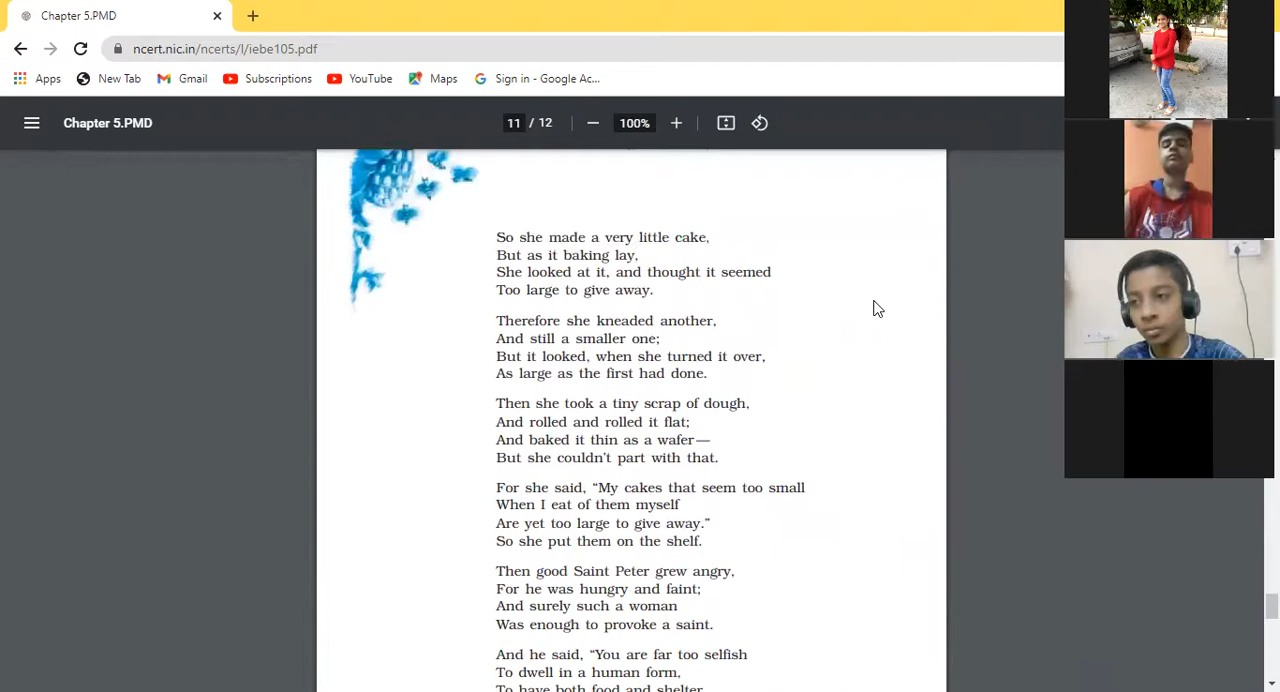 Chapter 5.PMD
ncert.nic.in/ncerts/l/iebe105.pdf
Apps New Tab Gmail Subscriptions YouTube Maps Sign in - Google Ac...
Chapter 5.PMD 11 / 12 100%
So she made a very little cake,
But as it baking lay,
She looked at it, and thought it seemed
Too large to give away.
Therefore she kneaded another,
And still a smaller one;
But it looked, when she turned it over,
As large as the first had done.
Then she took a tiny scrap of dough,
And rolled and rolled it flat;
And baked it thin as a wafer—
But she couldn't part with that.
For she said, “My cakes that seem too small
When I eat of them myself
Are yet too large to give away.”
So she put them on the shelf.
Then good Saint Peter grew angry,
For he was hungry and faint;
And surely such a woman
Was enough to provoke a saint.
And he said, “You are far too selfish
To dwell in a human form,
To have both food and shelter